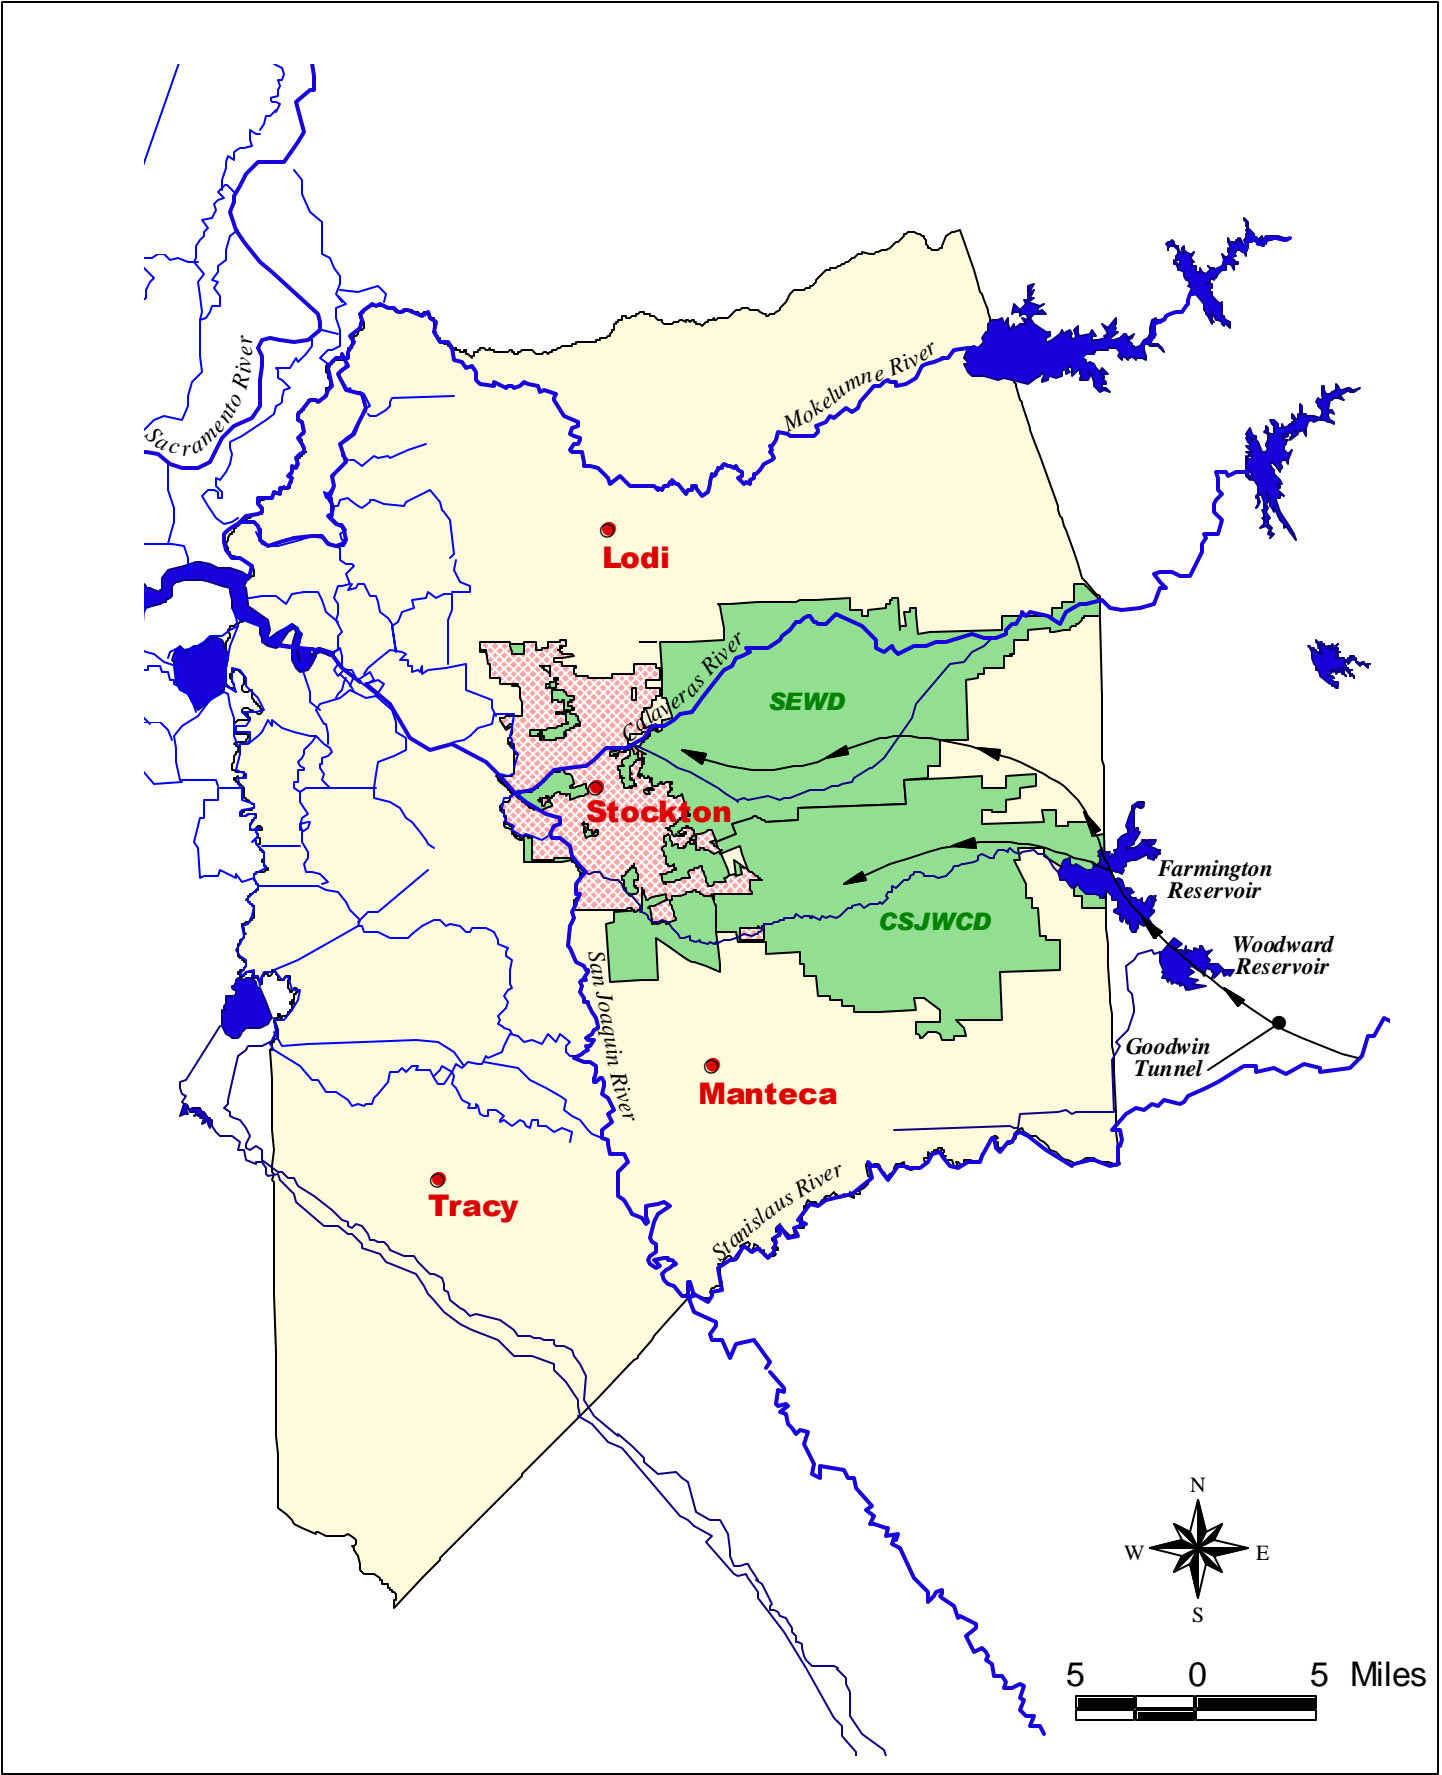 Sacramento River
Mokelumne River
Lodi
Calaveras River
SEWD
Stockton
Farmington
Reservoir
CSJWCD
Woodward
Reservoir
San Joaquin River
Goodwin
Tunnel
Manteca
Stanislaus River
Tracy
N
W E
S
5 0 5 Miles